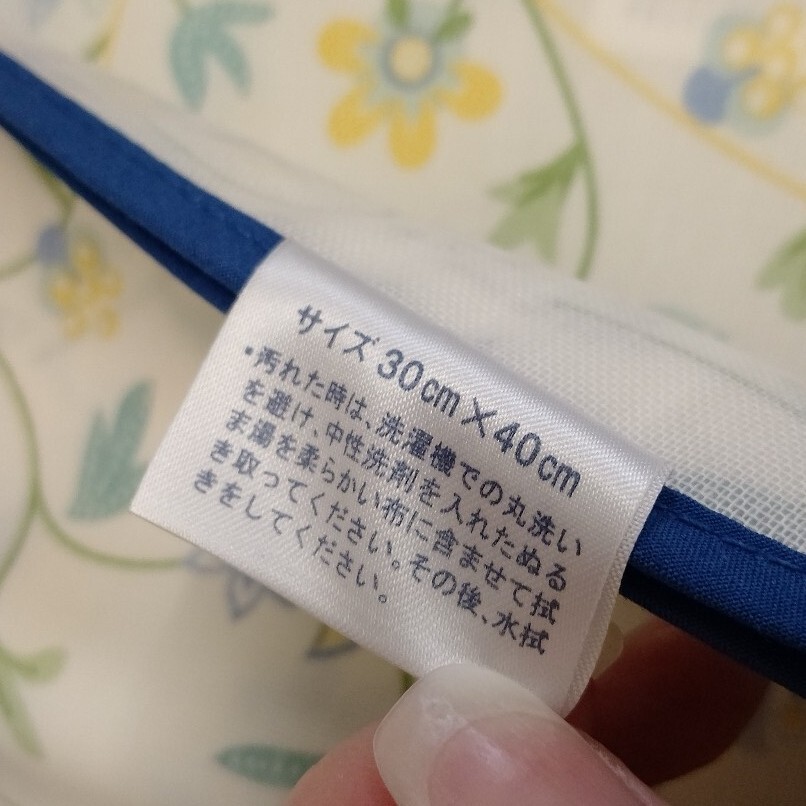 サイズ 30cm×40cm
・汚れた時は、洗濯機での丸洗い
を避け、中性洗剤を入れたぬる
ま湯を柔らかい布に含ませて拭
き取ってください。その後、水拭
きをしてください。